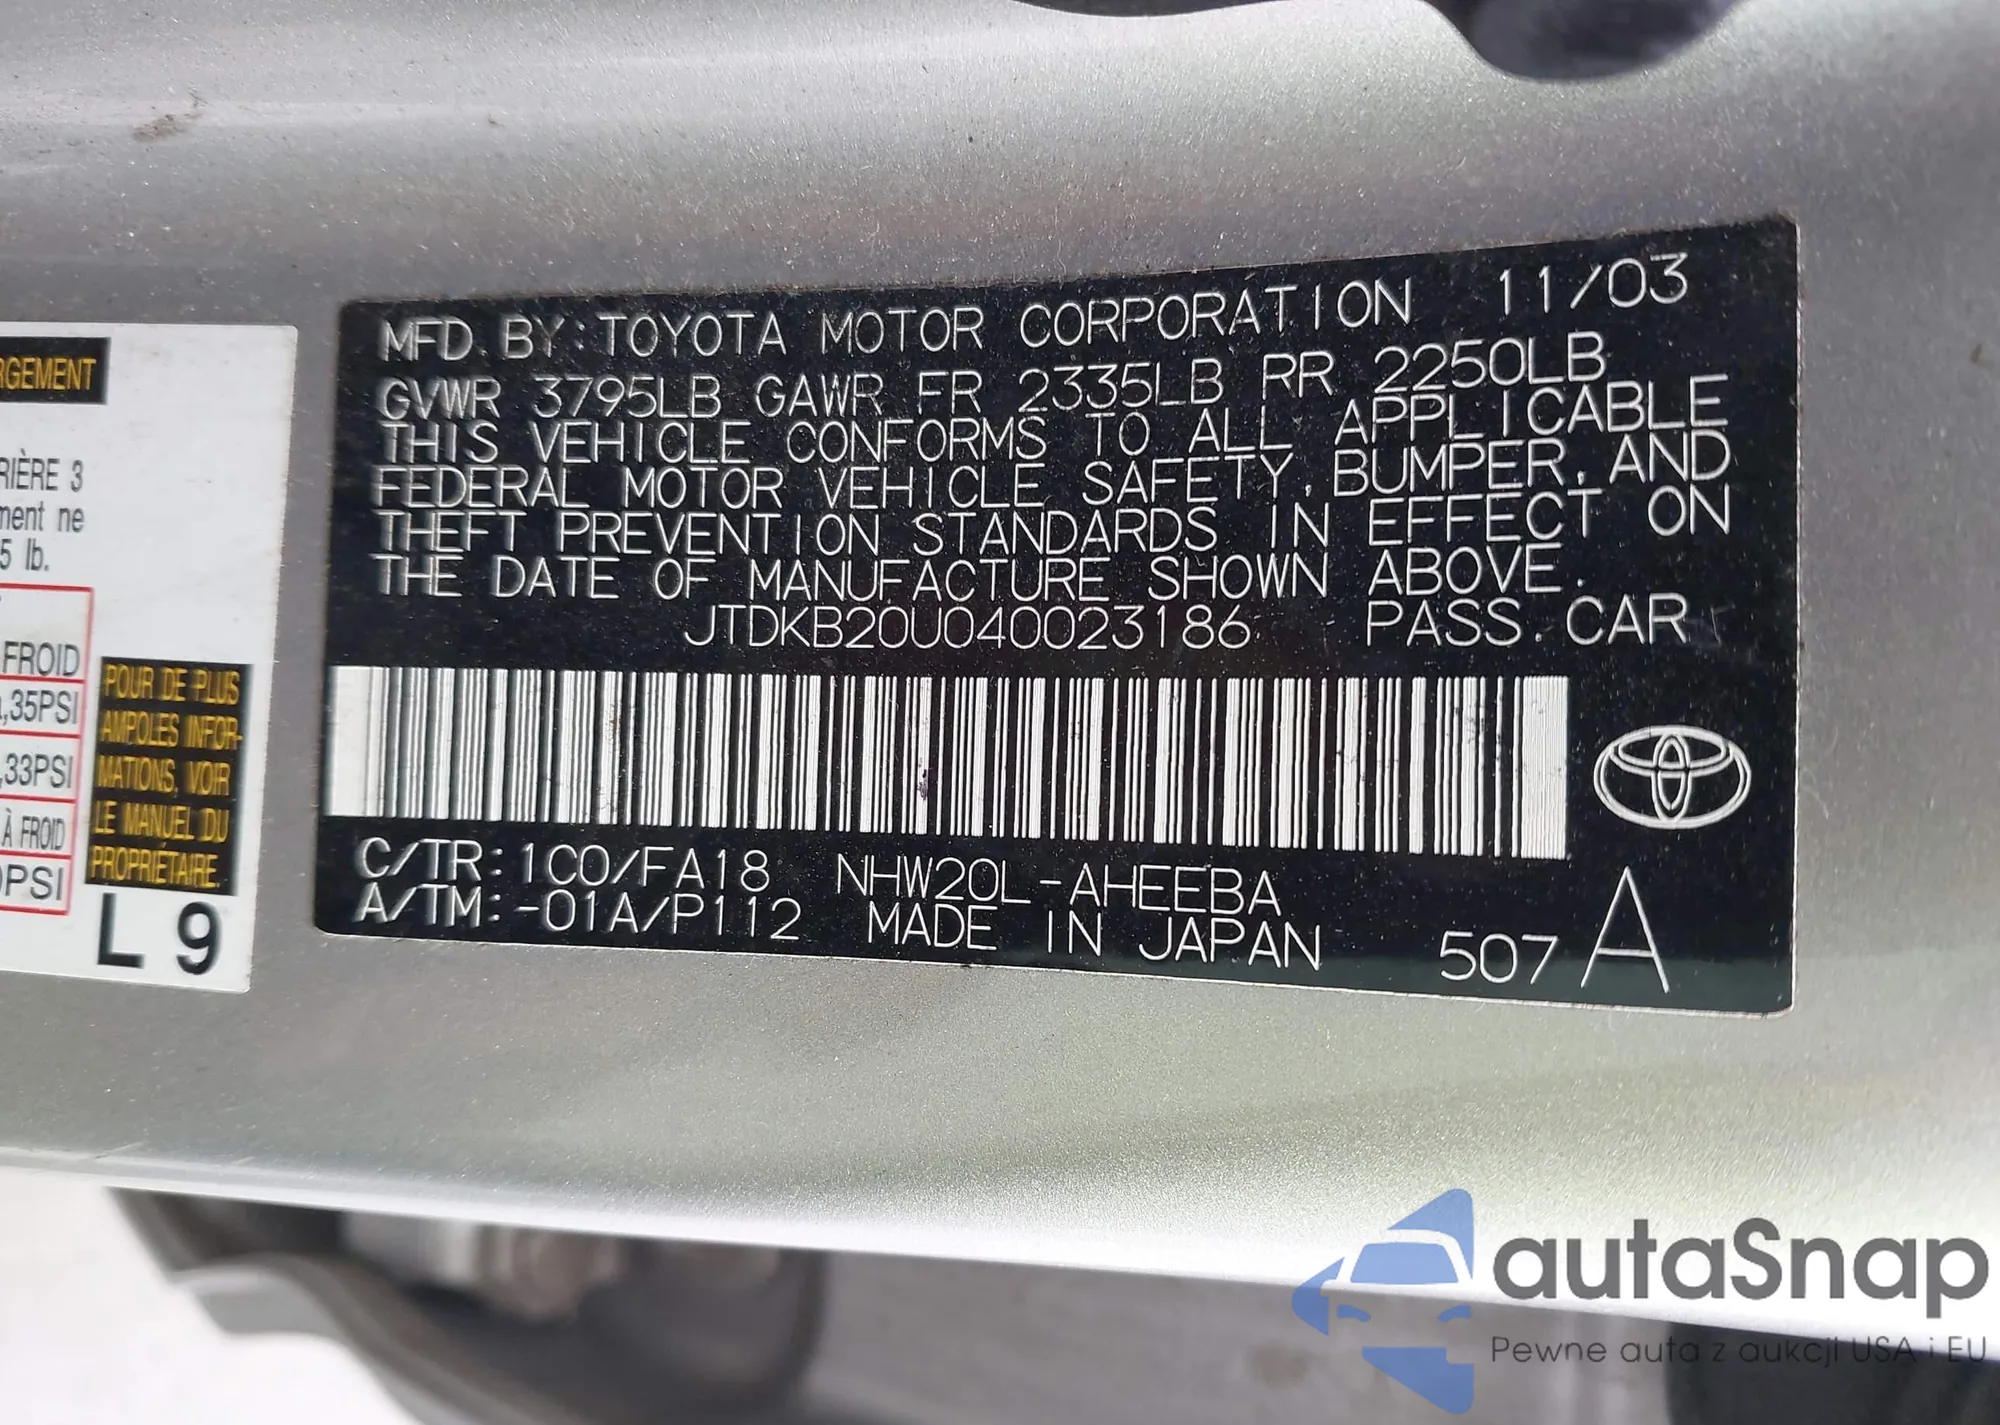 MFD. BY: TOYOTA MOTOR CORPORATION 11/03
GVWR 3795LB GAWR FR 2335LB RR 2250LB
THIS VEHICLE CONFORMS TO ALL APPLICABLE
FEDERAL MOTOR VEHICLE SAFETY, BUMPER, AND
THEFT PREVENTION STANDARDS IN EFFECT ON
THE DATE OF MANUFACTURE SHOWN ABOVE.
JTDKB20U040023186 PASS. CAR
C/TR: 1C0/FA18 NHW20L-AHEEBA
A/TM: -01A/P112 MADE IN JAPAN 507 A
RGEMENT
RIÈRE 3
ment ne
5 lb.
FROID
,35PSI
,33PSI
À FROID
0PSI
POUR DE PLUS
AMPLES INFOR-
MATIONS, VOIR
LE MANUEL DU
PROPRIÉTAIRE.
L 9
autaSnap
Pewne auta z aukcji USA i EU